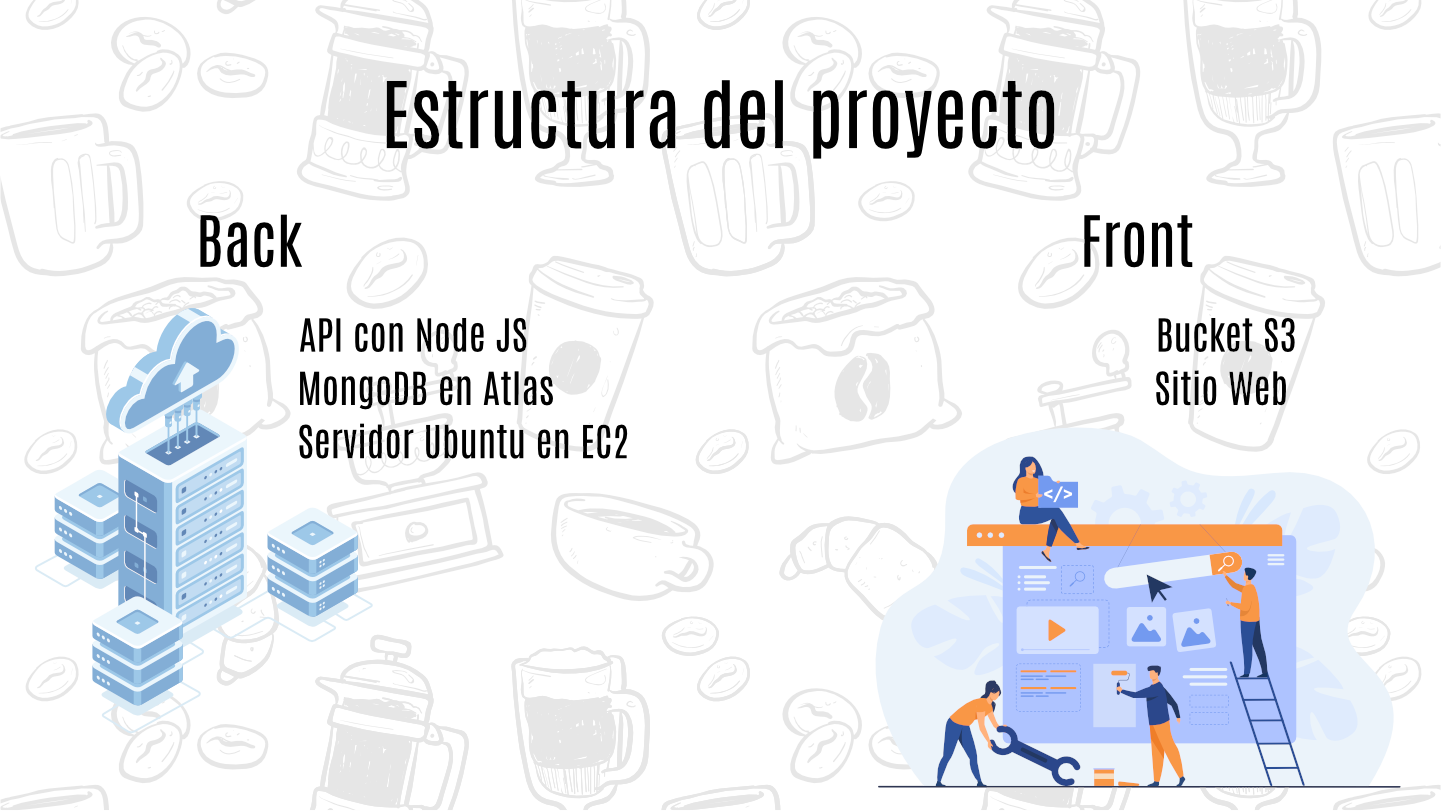 Estructura del proyecto
Back
API con Node JS
MongoDB en Atlas
Servidor Ubuntu en EC2
Front
Bucket S3
Sitio Web
</>